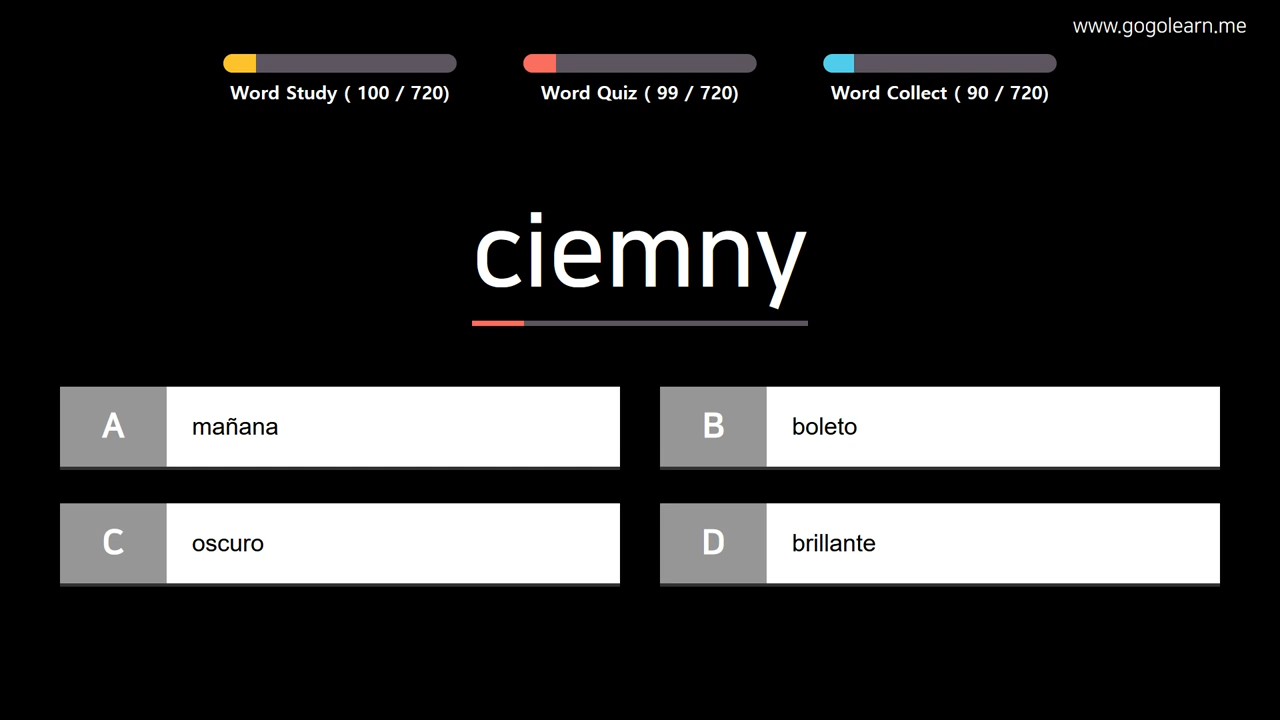 www.gogolearn.me
Word Study ( 100 / 720)
Word Quiz ( 99 / 720)
Word Collect ( 90 / 720)
ciemny
A mañana
B boleto
C oscuro
D brillante